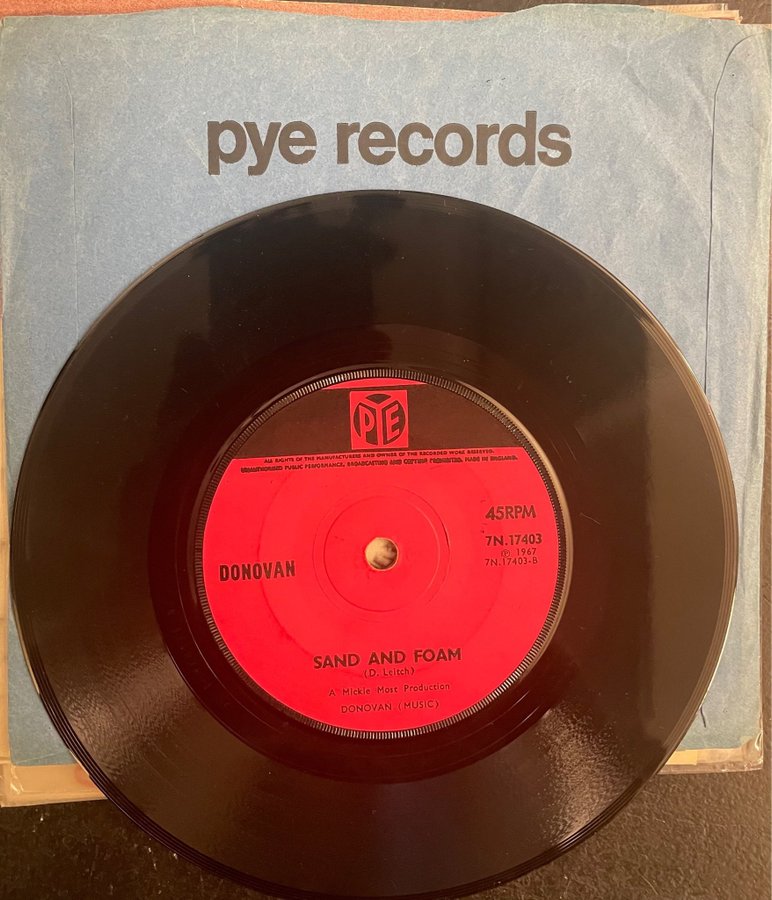 pye records
PYE
ALL RIGHTS OF THE MANUFACTURERS AND OWNER OF THE RECORDED WORK RESERVED.
UNAUTHORISED PUBLIC PERFORMANCE, BROADCASTING AND COPYING PROHIBITED. MADE IN ENGLAND.
45RPM
7N.17403
Ⓟ 1967
7N.17403-B
DONOVAN
SAND AND FOAM
(D. Leitch)
A Mickie Most Production
DONOVAN (MUSIC)